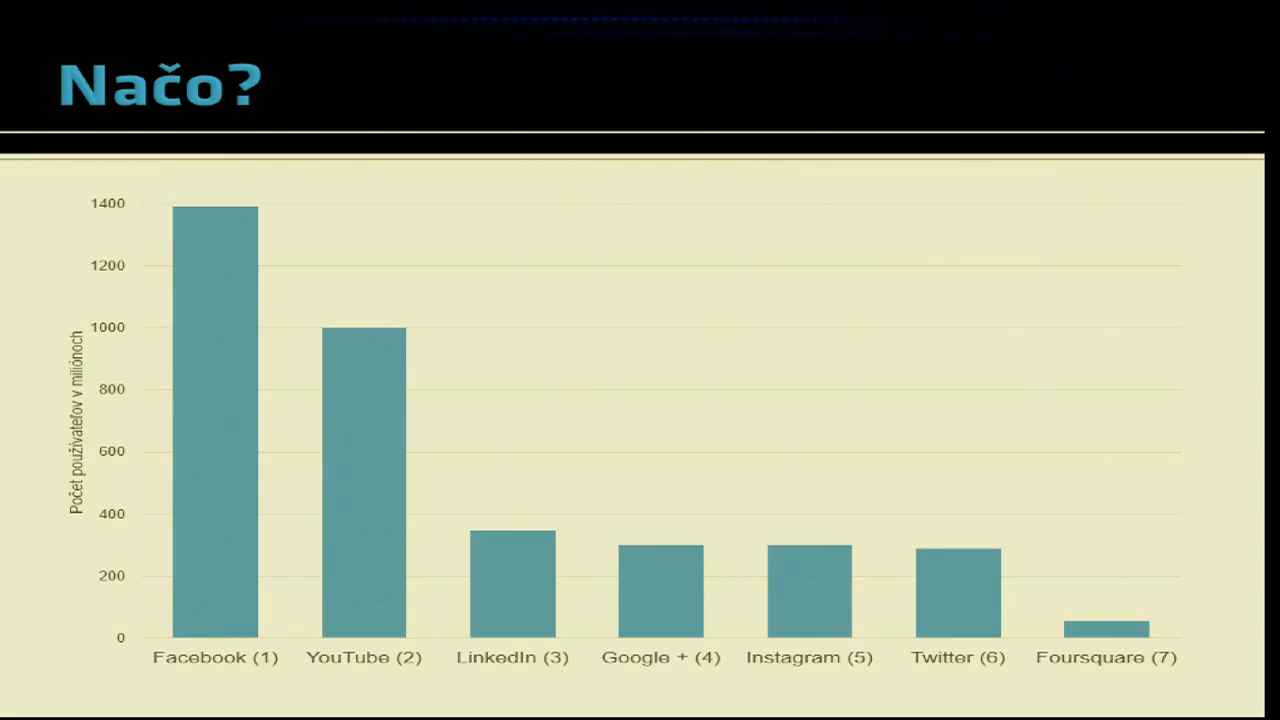 Načo?
1400
1200
1000
800
600
400
200
0
Počet používateľov v miliónoch
Facebook (1) YouTube (2) LinkedIn (3) Google + (4) Instagram (5) Twitter (6) Foursquare (7)